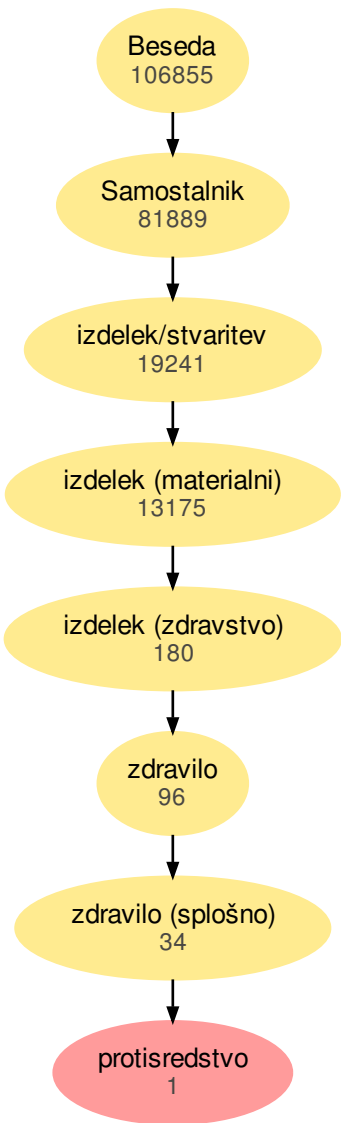 Beseda
106855
Samostalnik
81889
izdelek/stvaritev
19241
izdelek (materialni)
13175
izdelek (zdravstvo)
180
zdravilo
96
zdravilo (splošno)
34
protisredstvo
1